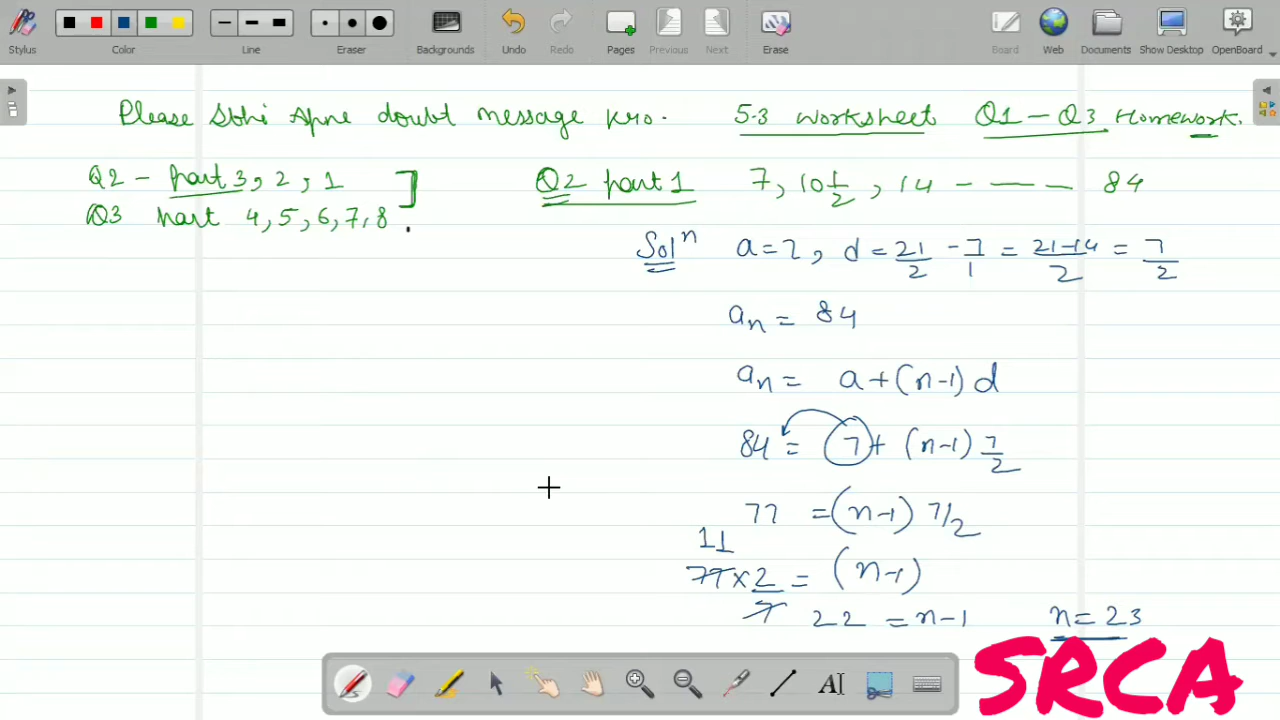 Stylus Color Line Eraser Backgrounds Undo Redo Pages Previous Next Erase Board Web Documents Show Desktop OpenBoard
Please Sbhi Apne doubt message kro. 5.3 worksheet Q1 - Q3 Homework.
Q2 - part 3, 2, 1
Q3 part 4, 5, 6, 7, 8 .
Q2 part 1 7, 10 1/2, 14 - — — 84
Solⁿ a = 7, d = 21/2 - 7/1 = 21-14/2 = 7/2
aₙ = 84
aₙ = a + (n-1) d
84 = 7 + (n-1) 7/2
77 = (n-1) 7/2
11
77 × 2/7 = (n-1)
22 = n-1 n = 23
SRCA